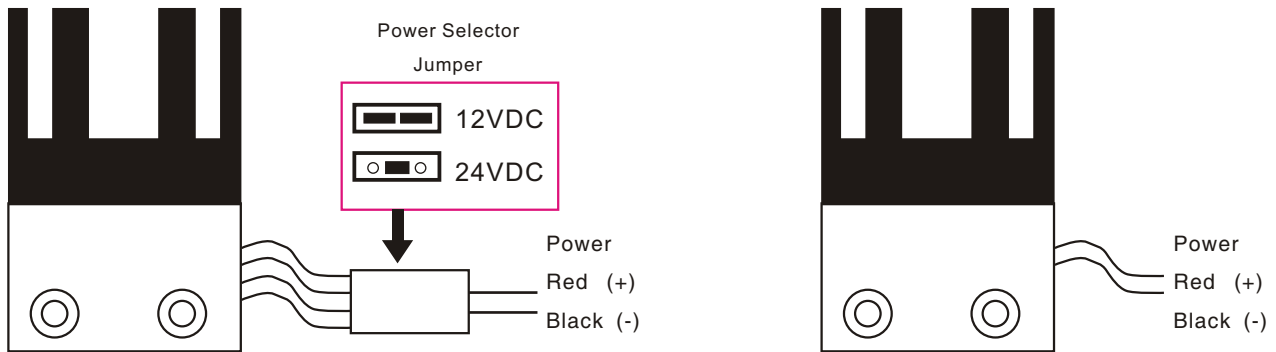 Power Selector
Jumper
12VDC
24VDC
Power
Red (+)
Black (-)
Power
Red (+)
Black (-)